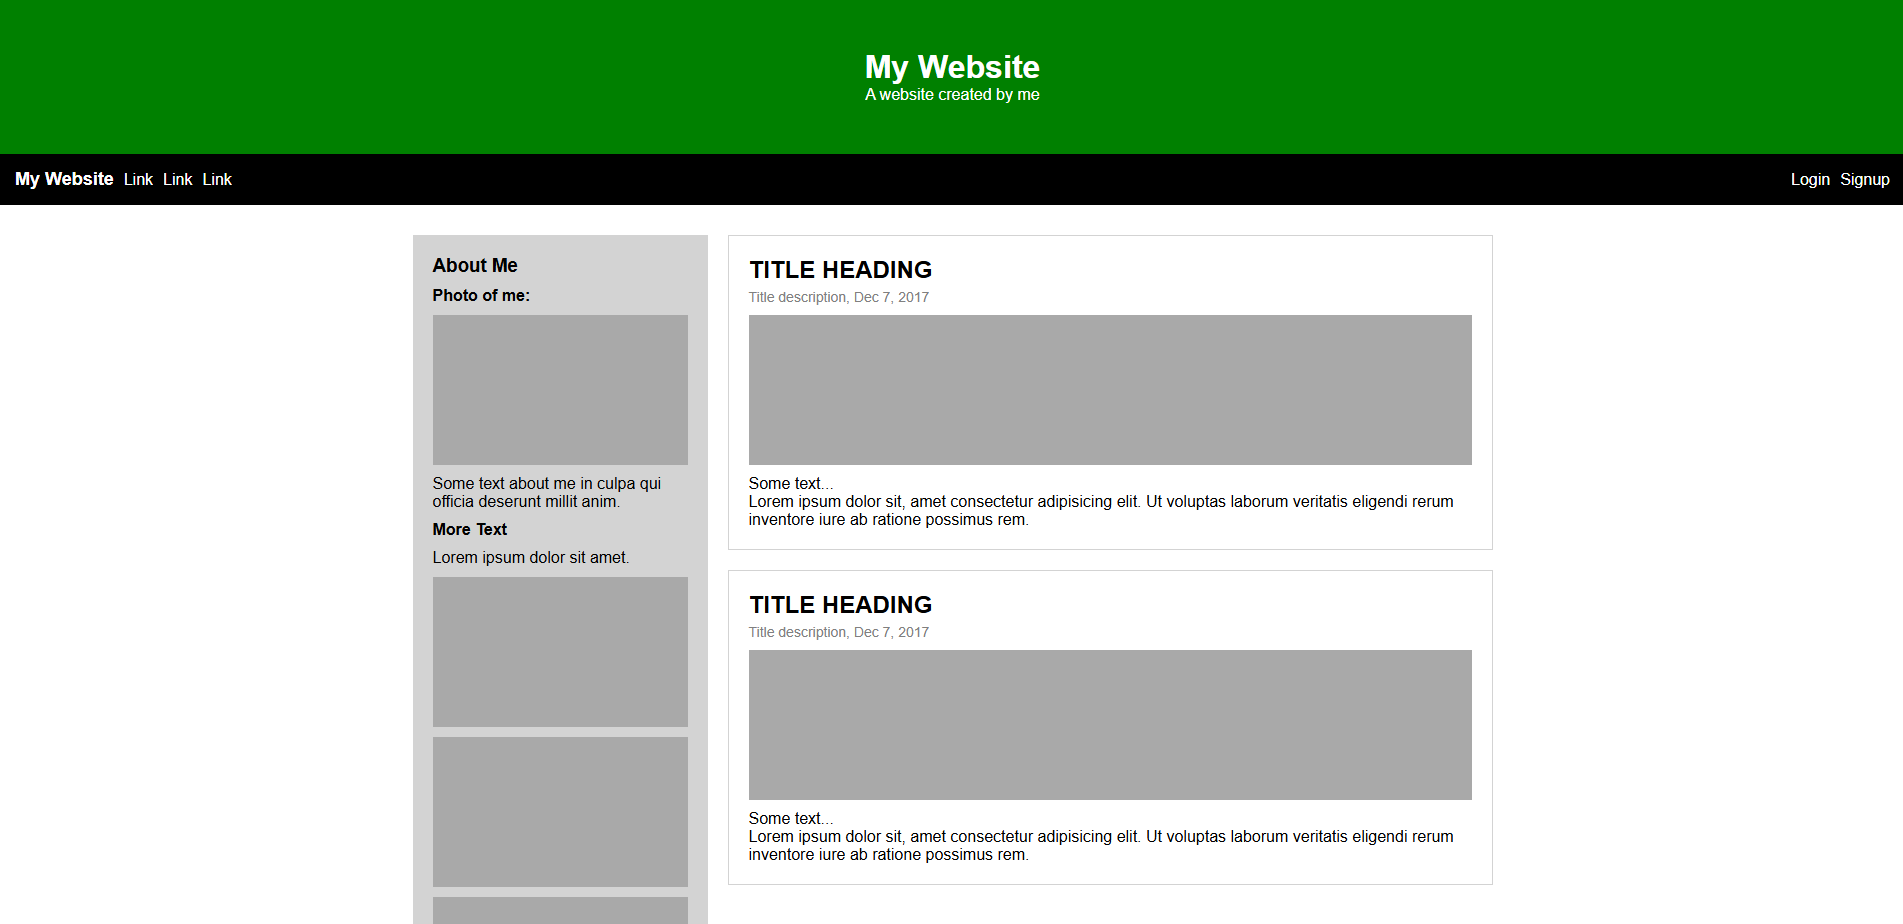 My Website
A website created by me
My Website Link Link Link Login Signup
About Me
Photo of me:
Some text about me in culpa qui
officia deserunt millit anim.
More Text
Lorem ipsum dolor sit amet.
TITLE HEADING
Title description, Dec 7, 2017
Some text...
Lorem ipsum dolor sit, amet consectetur adipisicing elit. Ut voluptas laborum veritatis eligendi rerum
inventore iure ab ratione possimus rem.
TITLE HEADING
Title description, Dec 7, 2017
Some text...
Lorem ipsum dolor sit, amet consectetur adipisicing elit. Ut voluptas laborum veritatis eligendi rerum
inventore iure ab ratione possimus rem.